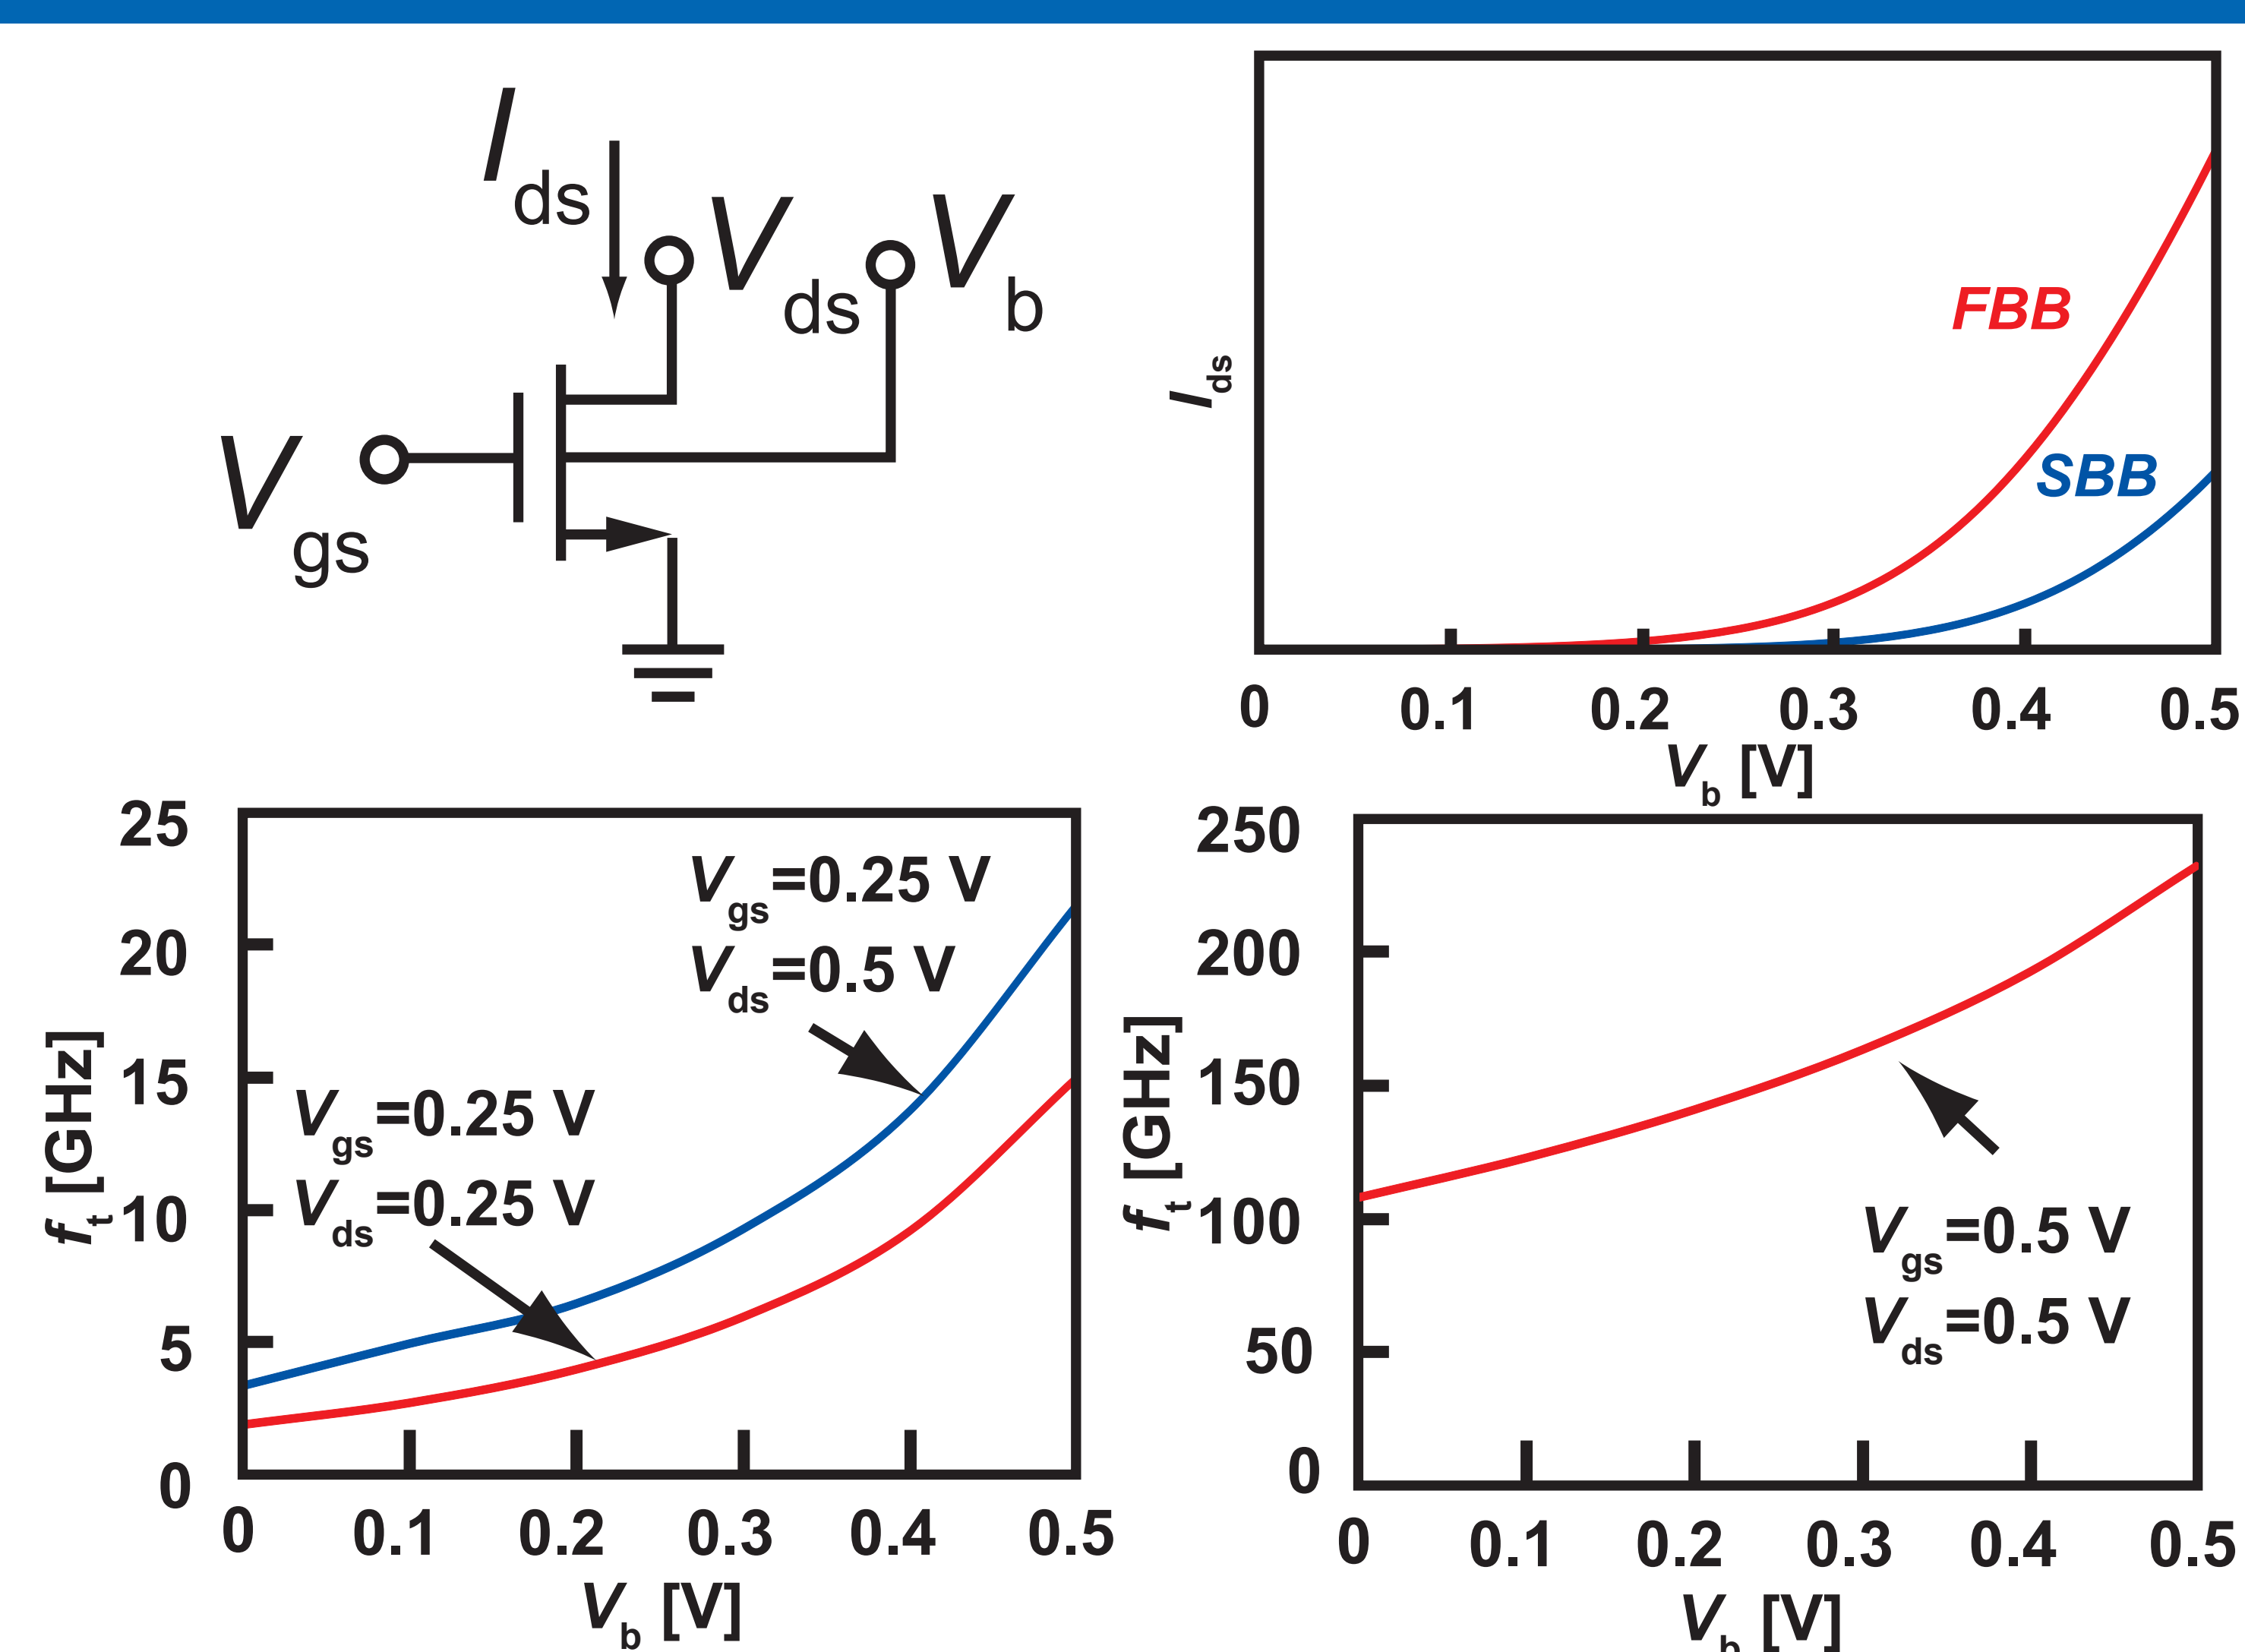 Ids
Vds
Vb
Vgs
Ids
FBB
SBB
0 0.1 0.2 0.3 0.4 0.5
Vb [V]
25
20
15
10
5
0
ft [GHz]
Vgs=0.25 V
Vds=0.5 V
Vgs=0.25 V
Vds=0.25 V
0 0.1 0.2 0.3 0.4 0.5
Vb [V]
250
200
150
100
50
0
ft [GHz]
Vgs=0.5 V
Vds=0.5 V
0 0.1 0.2 0.3 0.4 0.5
Vb [V]